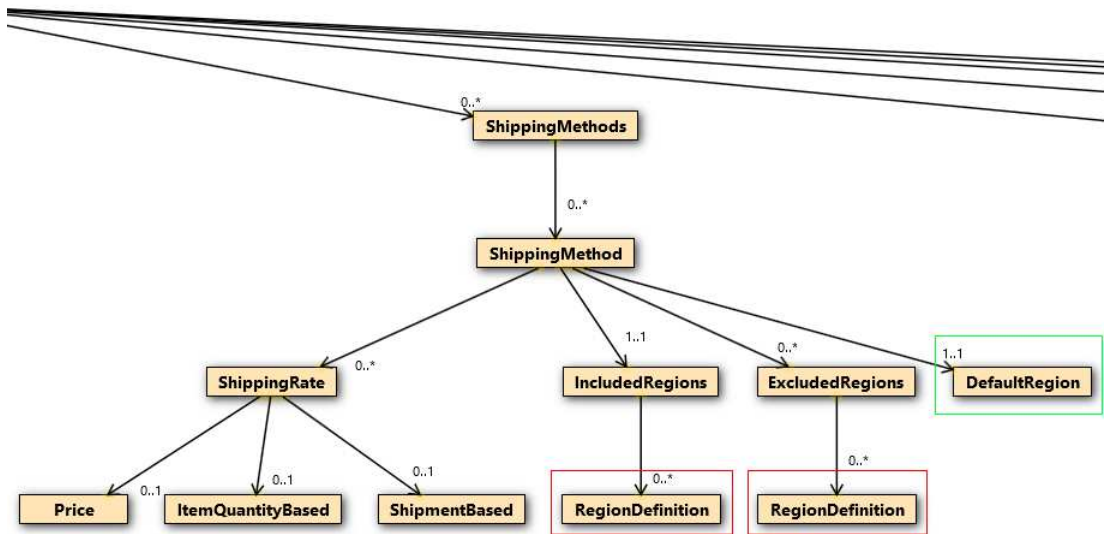 0..*
ShippingMethods
0..*
ShippingMethod
0..*
1..1
0..*
1..1
ShippingRate
IncludedRegions
ExcludedRegions
DefaultRegion
0..1
0..1
0..1
0..*
0..*
Price
ItemQuantityBased
ShipmentBased
RegionDefinition
RegionDefinition